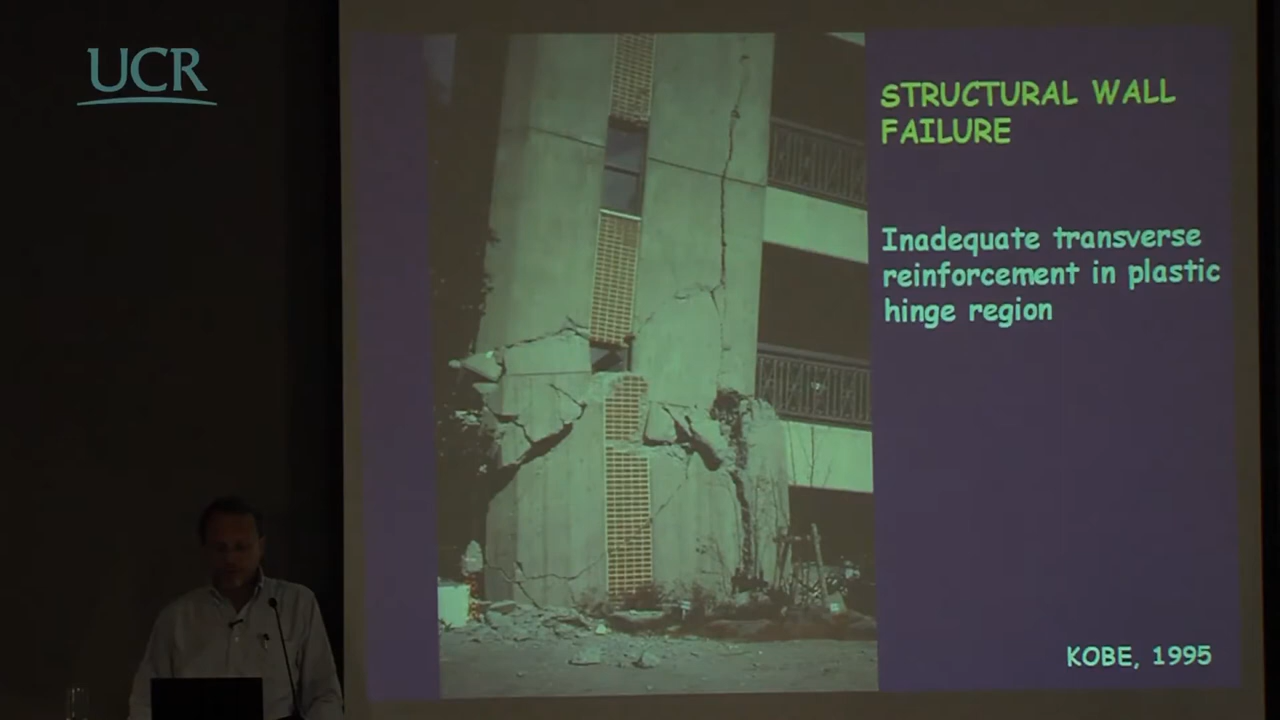 UCR
STRUCTURAL WALL
FAILURE
Inadequate transverse
reinforcement in plastic
hinge region
KOBE, 1995